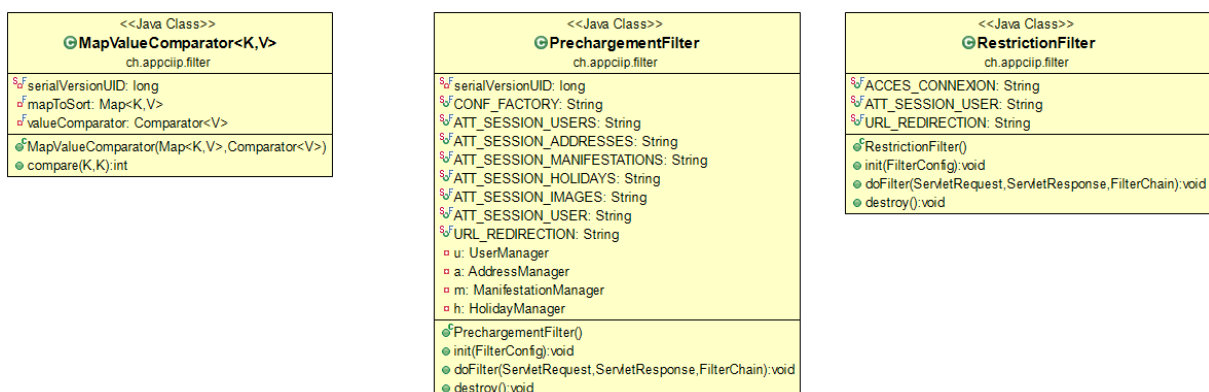 <<Java Class>>
MapValueComparator<K,V>
ch.appciip.filter
serialVersionUID: long
mapToSort: Map<K,V>
valueComparator: Comparator<V>
MapValueComparator(Map<K,V>,Comparator<V>)
compare(K,K):int
<<Java Class>>
PrechargementFilter
ch.appciip.filter
serialVersionUID: long
CONF_FACTORY: String
ATT_SESSION_USERS: String
ATT_SESSION_ADDRESSES: String
ATT_SESSION_MANIFESTATIONS: String
ATT_SESSION_HOLIDAYS: String
ATT_SESSION_IMAGES: String
ATT_SESSION_USER: String
URL_REDIRECTION: String
u: UserManager
a: AddressManager
m: ManifestationManager
h: HolidayManager
PrechargementFilter()
init(FilterConfig):void
doFilter(ServletRequest,ServletResponse,FilterChain):void
destroy():void
<<Java Class>>
RestrictionFilter
ch.appciip.filter
ACCES_CONNEXION: String
ATT_SESSION_USER: String
URL_REDIRECTION: String
RestrictionFilter()
init(FilterConfig):void
doFilter(ServletRequest,ServletResponse,FilterChain):void
destroy():void